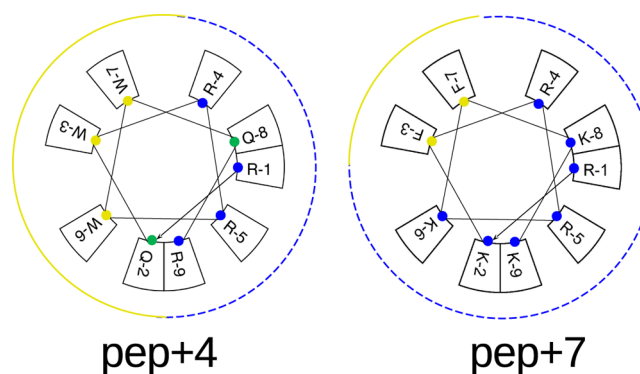 W-7
R-4
W-3
Q-8
R-1
W-6
R-5
Q-2
R-9
pep+4
F-7
R-4
F-3
K-8
R-1
K-6
R-5
K-2
K-9
pep+7